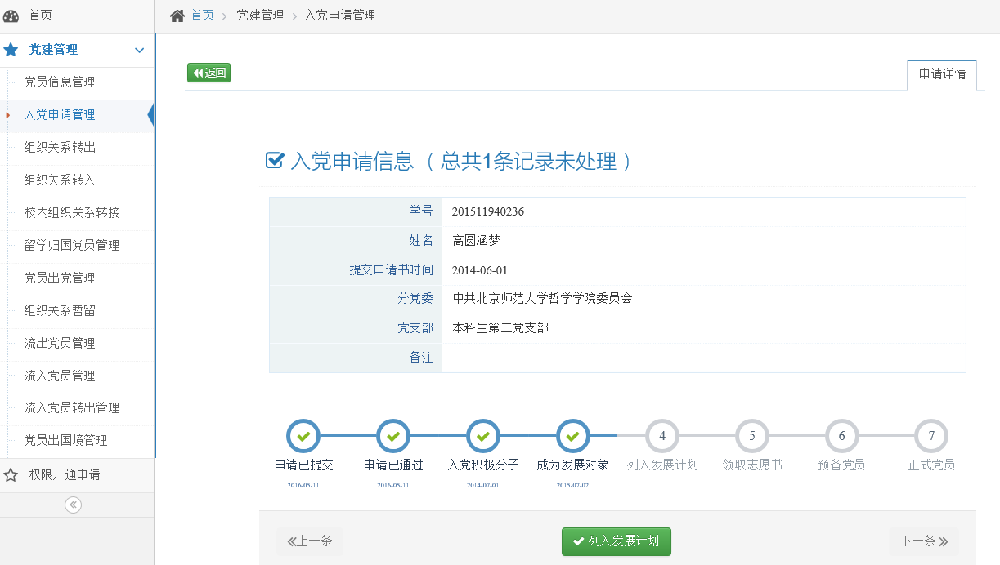 首页
党建管理
党员信息管理
入党申请管理
组织关系转出
组织关系转入
校内组织关系转接
留学归国党员管理
党员出党管理
组织关系暂留
流出党员管理
流入党员管理
流入党员转出管理
党员出国境管理
权限开通申请
首页 党建管理 入党申请管理
返回
申请详情
入党申请信息（总共1条记录未处理）
学号 201511940236
姓名 高圆涵梦
提交申请书时间 2014-06-01
分党委 中共北京师范大学哲学学院委员会
党支部 本科生第二党支部
备注
4 5 6 7
申请已提交 申请已通过 入党积极分子 成为发展对象 列入发展计划 领取志愿书 预备党员 正式党员
2016-05-11 2016-05-11 2014-07-01 2015-07-02
上一条 列入发展计划 下一条